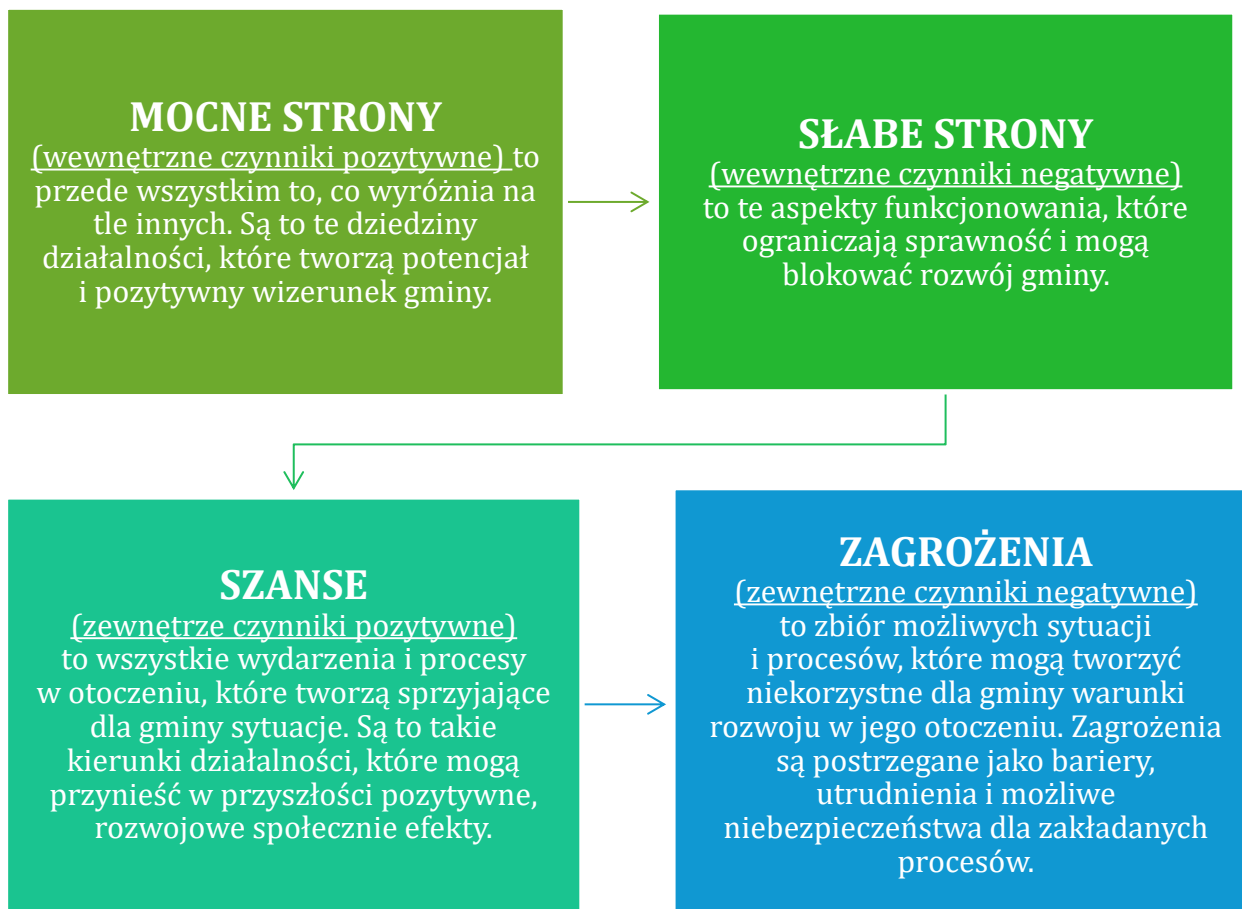 MOCNE STRONY
(wewnętrzne czynniki pozytywne) to
przede wszystkim to, co wyróżnia na
tle innych. Są to te dziedziny
działalności, które tworzą potencjał
i pozytywny wizerunek gminy.
SŁABE STRONY
(wewnętrzne czynniki negatywne)
to te aspekty funkcjonowania, które
ograniczają sprawność i mogą
blokować rozwój gminy.
SZANSE
(zewnętrze czynniki pozytywne)
to wszystkie wydarzenia i procesy
w otoczeniu, które tworzą sprzyjające
dla gminy sytuacje. Są to takie
kierunki działalności, które mogą
przynieść w przyszłości pozytywne,
rozwojowe społecznie efekty.
ZAGROŻENIA
(zewnętrzne czynniki negatywne)
to zbiór możliwych sytuacji
i procesów, które mogą tworzyć
niekorzystne dla gminy warunki
rozwoju w jego otoczeniu. Zagrożenia
są postrzegane jako bariery,
utrudnienia i możliwe
niebezpieczeństwa dla zakładanych
procesów.